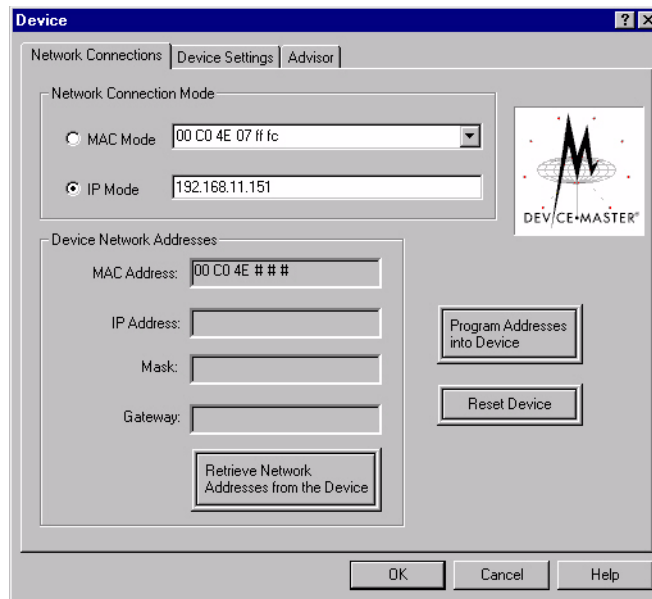 Device
Network Connections Device Settings Advisor
Network Connection Mode
MAC Mode 00 C0 4E 07 ff fc
IP Mode 192.168.11.151
DEVICE•MASTER®
Device Network Addresses
MAC Address: 00 C0 4E # # #
IP Address:
Mask:
Gateway:
Program Addresses
into Device
Reset Device
Retrieve Network
Addresses from the Device
OK Cancel Help